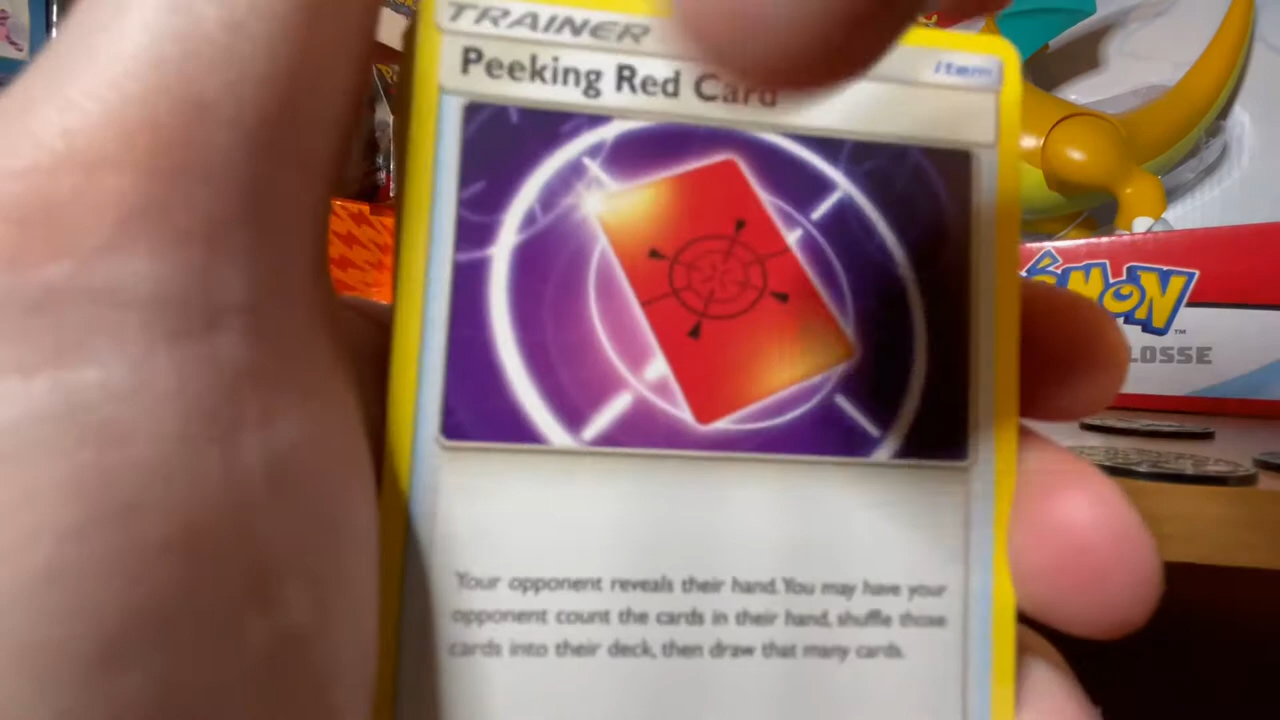 TRAINER
Peeking Red Card
item
Your opponent reveals their hand. You may have your
opponent count the cards in their hand, shuffle those
cards into their deck, then draw that many cards.
ÉMON
LOSSE